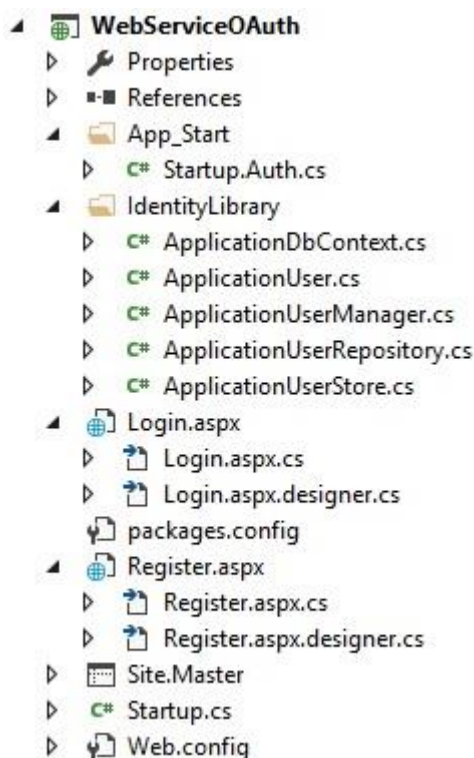 WebServiceOAuth
Properties
References
App_Start
C# Startup.Auth.cs
IdentityLibrary
C# ApplicationDbContext.cs
C# ApplicationUser.cs
C# ApplicationUserManager.cs
C# ApplicationUserRepository.cs
C# ApplicationUserStore.cs
Login.aspx
Login.aspx.cs
Login.aspx.designer.cs
packages.config
Register.aspx
Register.aspx.cs
Register.aspx.designer.cs
Site.Master
C# Startup.cs
Web.config